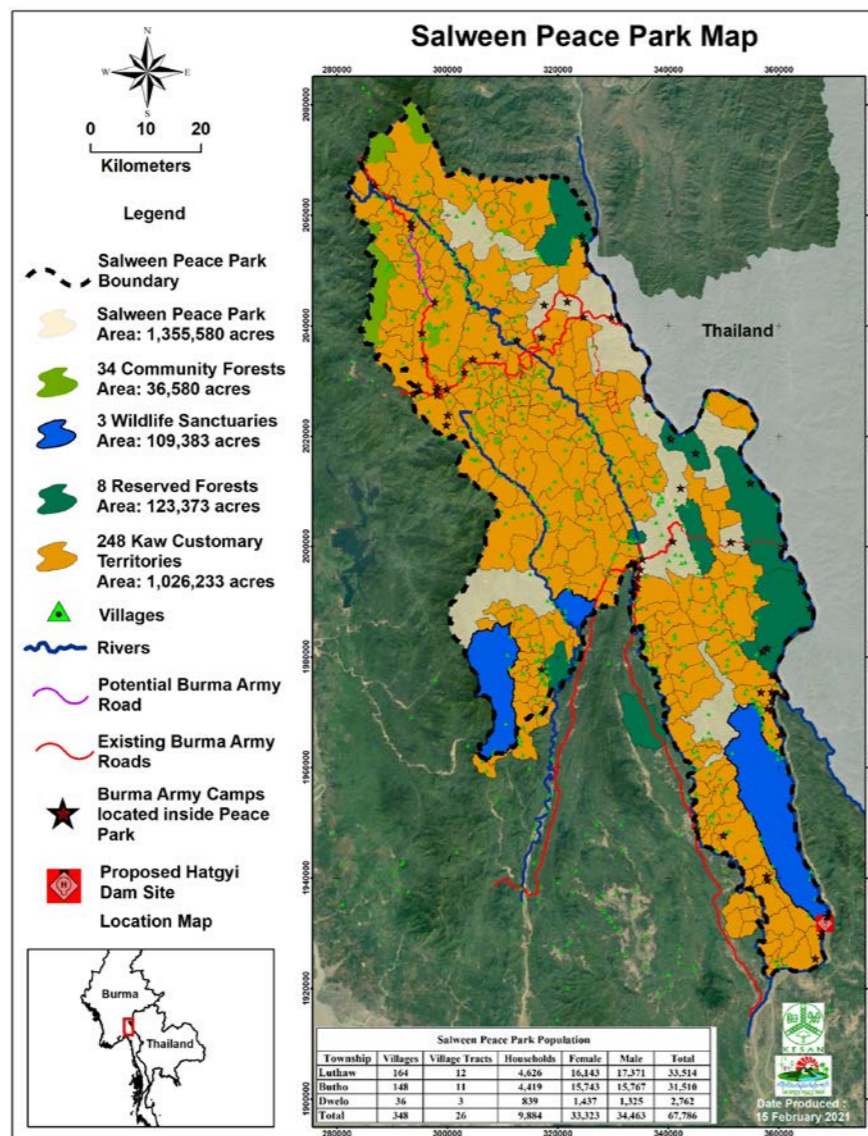 Salween Peace Park Map
N
W
E
S
0 10 20
Kilometers
Legend
Salween Peace Park
Boundary
Salween Peace Park
Area: 1,355,580 acres
34 Community Forests
Area: 36,580 acres
3 Wildlife Sanctuaries
Area: 109,383 acres
8 Reserved Forests
Area: 123,373 acres
248 Kaw Customary
Territories
Area: 1,026,233 acres
Villages
Rivers
Potential Burma Army
Road
Existing Burma Army
Roads
Burma Army Camps
located inside Peace
Park
H
Proposed Hatgyi
Dam Site
Location Map
Burma
Thailand
280000 300000 320000 340000 360000
2080000
2060000
2040000
2020000
2000000
1980000
1960000
1940000
1920000
1900000
Thailand
Salween Peace Park Population
Township Villages Village Tracts Households Female Male Total
Luthaw 164 12 4,626 16,143 17,371 33,514
Butho 148 11 4,419 15,743 15,767 31,510
Dwelo 36 3 839 1,437 1,325 2,762
Total 348 26 9,884 33,323 34,463 67,786
KESAN
Date Produced :
15 February 2021
280000 300000 320000 340000 360000